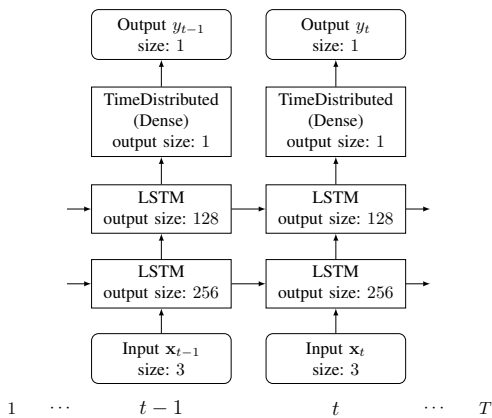 Output y_{t−1} Output y_t
size: 1 size: 1
TimeDistributed TimeDistributed
(Dense) (Dense)
output size: 1 output size: 1
LSTM LSTM
output size: 128 output size: 128
LSTM LSTM
output size: 256 output size: 256
Input x_{t−1} Input x_t
size: 3 size: 3
1 ⋯ t − 1 t ⋯ T